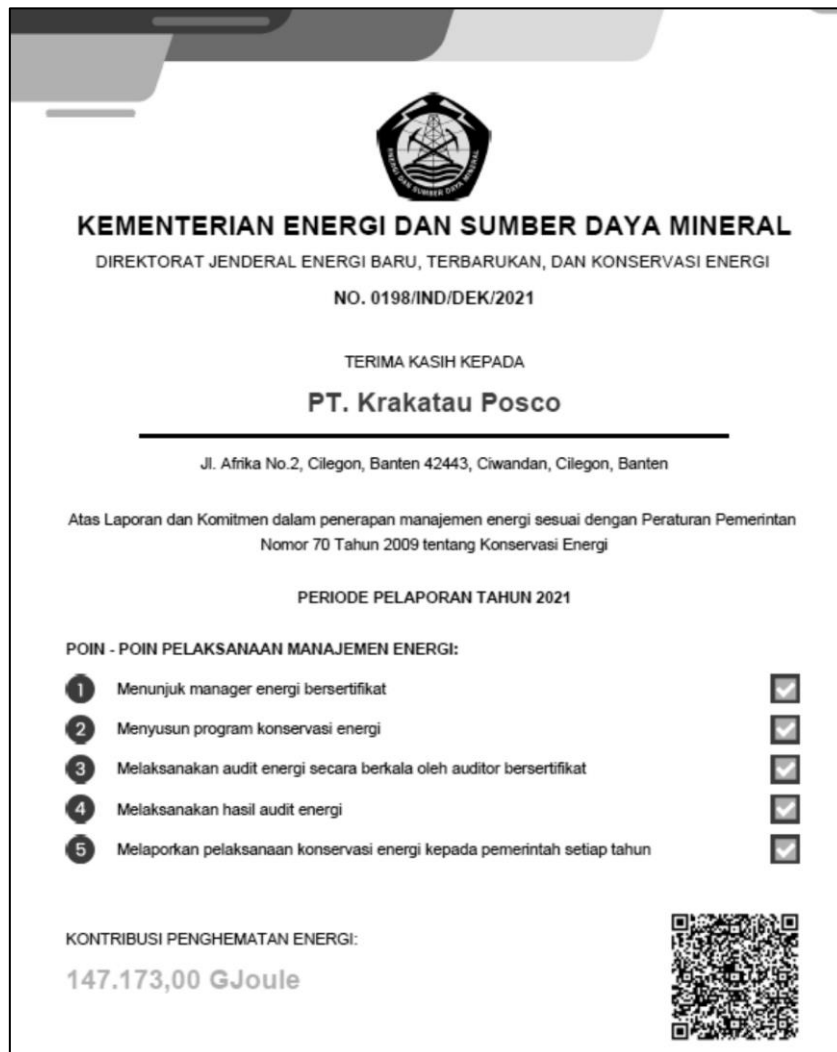 ENERGI DAN SUMBER DAYA MINERAL
KEMENTERIAN ENERGI DAN SUMBER DAYA MINERAL
DIREKTORAT JENDERAL ENERGI BARU, TERBARUKAN, DAN KONSERVASI ENERGI
NO. 0198/IND/DEK/2021
TERIMA KASIH KEPADA
PT. Krakatau Posco
Jl. Afrika No.2, Cilegon, Banten 42443, Ciwandan, Cilegon, Banten
Atas Laporan dan Komitmen dalam penerapan manajemen energi sesuai dengan Peraturan Pemerintan
Nomor 70 Tahun 2009 tentang Konservasi Energi
PERIODE PELAPORAN TAHUN 2021
POIN - POIN PELAKSANAAN MANAJEMEN ENERGI:
1 Menunjuk manager energi bersertifikat
2 Menyusun program konservasi energi
3 Melaksanakan audit energi secara berkala oleh auditor bersertifikat
4 Melaksanakan hasil audit energi
5 Melaporkan pelaksanaan konservasi energi kepada pemerintah setiap tahun
KONTRIBUSI PENGHEMATAN ENERGI:
147.173,00 GJoule